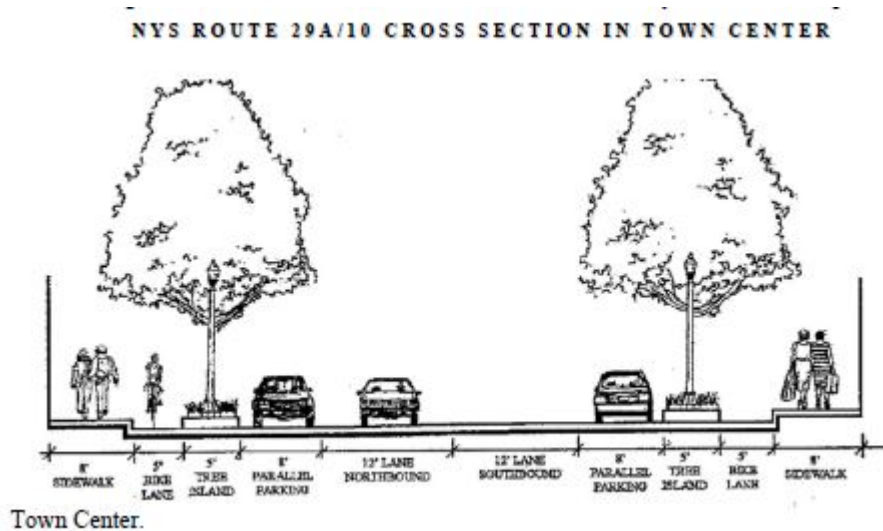 NYS ROUTE 29A/10 CROSS SECTION IN TOWN CENTER
8' SIDEWALK
5' BIKE LANE
5' TREE ISLAND
8' PARALLEL PARKING
12' LANE NORTHBOUND
12' LANE SOUTHBOUND
8' PARALLEL PARKING
5' TREE ISLAND
5' BIKE LANE
8' SIDEWALK
Town Center.